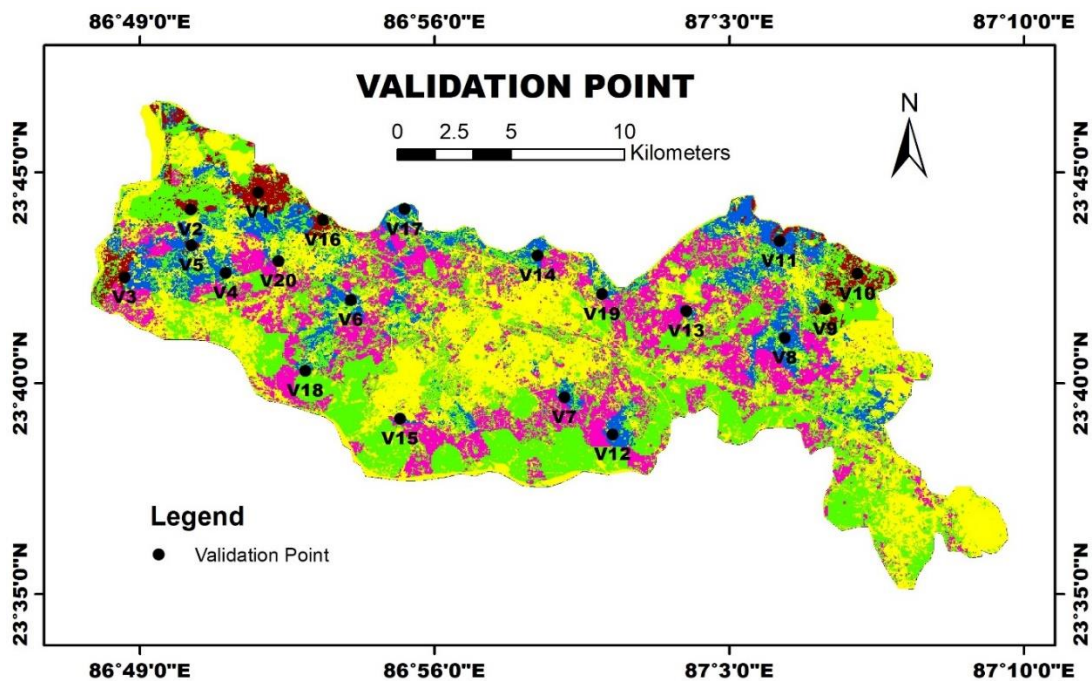 86°49'0"E 86°56'0"E 87°3'0"E 87°10'0"E
VALIDATION POINT
N
0 2.5 5 10
Kilometers
23°45'0"N 23°45'0"N
V1
V2
V16
V17
V5
V11
V14
V20
V4
V3
V10
V19
V6
V9
V13
V8
23°40'0"N 23°40'0"N
V18
V7
V15
V12
Legend
Validation Point
23°35'0"N 23°35'0"N
86°49'0"E 86°56'0"E 87°3'0"E 87°10'0"E